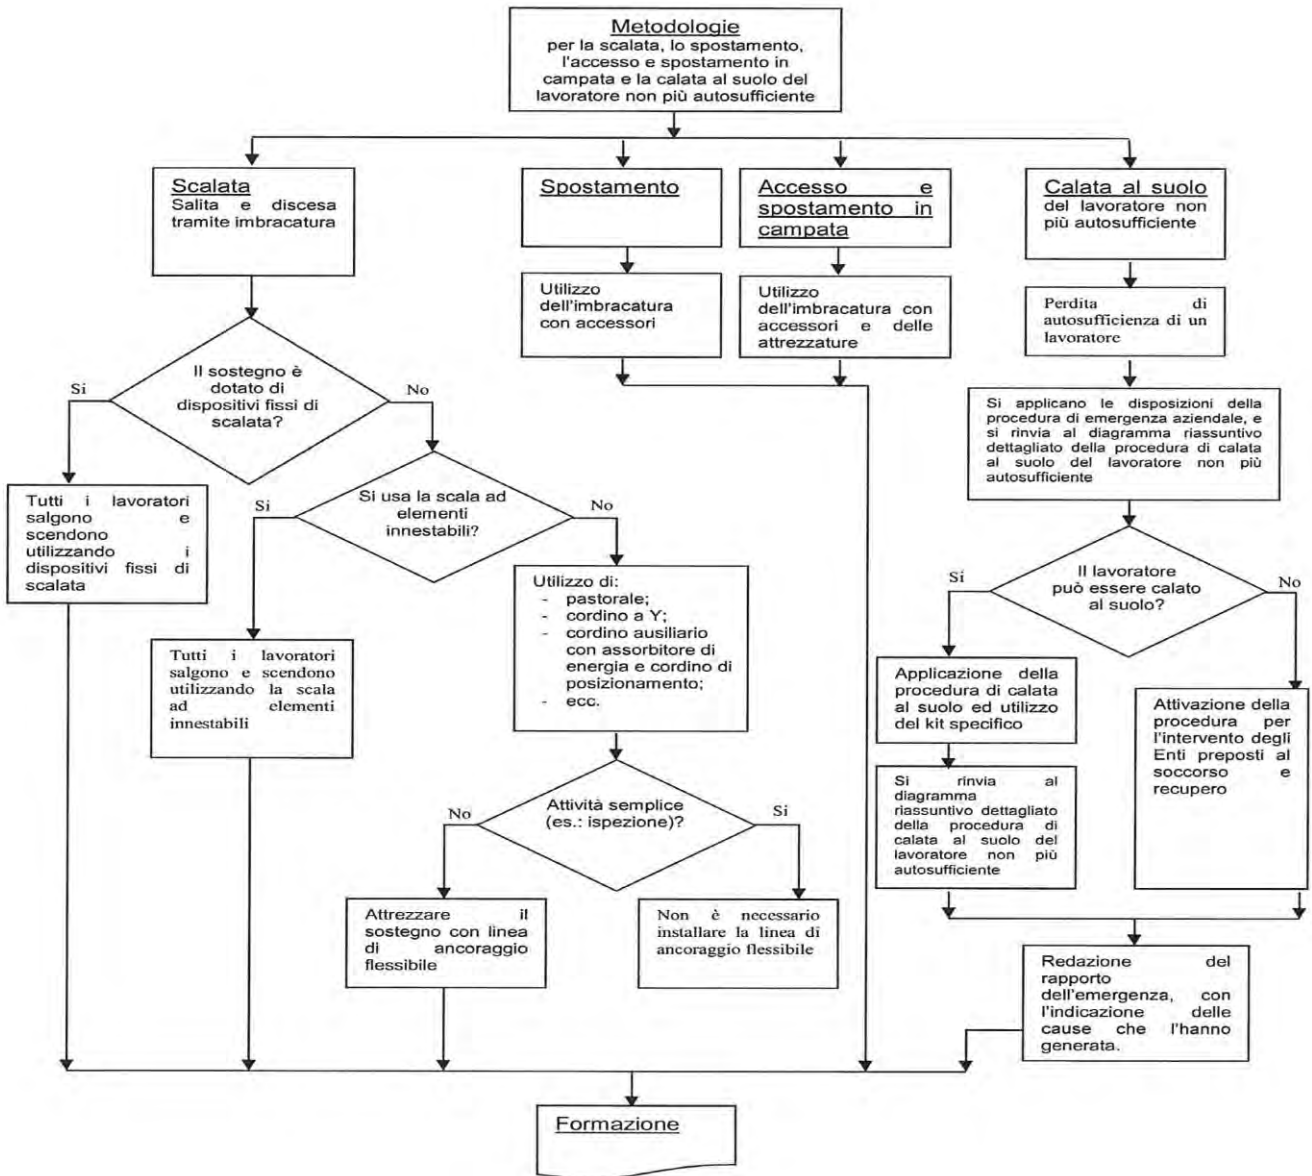 Metodologie
per la scalata, lo spostamento,
l'accesso e spostamento in
campata e la calata al suolo del
lavoratore non più autosufficiente
Scalata
Salita e discesa
tramite imbracatura
Spostamento
Accesso e
spostamento in
campata
Calata al suolo
del lavoratore non
più autosufficiente
Utilizzo
dell'imbracatura
con accessori
Utilizzo
dell'imbracatura con
accessori e delle
attrezzature
Perdita di
autosufficienza di un
lavoratore
Il sostegno è
dotato di
dispositivi fissi di
scalata?
Si
No
Si applicano le disposizioni della
procedura di emergenza aziendale, e
si rinvia al diagramma riassuntivo
dettagliato della procedura di calata
al suolo del lavoratore non più
autosufficiente
Tutti i lavoratori
salgono e
scendono
utilizzando i
dispositivi fissi di
scalata
Si usa la scala ad
elementi
innestabili?
Si
No
Tutti i lavoratori
salgono e scendono
utilizzando la scala
ad elementi
innestabili
Utilizzo di:
- pastorale;
- cordino a Y;
- cordino ausiliario
con assorbitore di
energia e cordino di
posizionamento;
- ecc.
Il lavoratore
può essere calato
al suolo?
Si
No
Applicazione della
procedura di calata
al suolo ed utilizzo
del kit specifico
Attivazione della
procedura per
l'intervento degli
Enti preposti al
soccorso e
recupero
Si rinvia al
diagramma
riassuntivo dettagliato
della procedura di
calata al suolo del
lavoratore non più
autosufficiente
Attività semplice
(es.: ispezione)?
No
Si
Attrezzare il
sostegno con linea
di ancoraggio
flessibile
Non è necessario
installare la linea di
ancoraggio flessibile
Redazione del
rapporto
dell'emergenza, con
l'indicazione delle
cause che l'hanno
generata.
Formazione